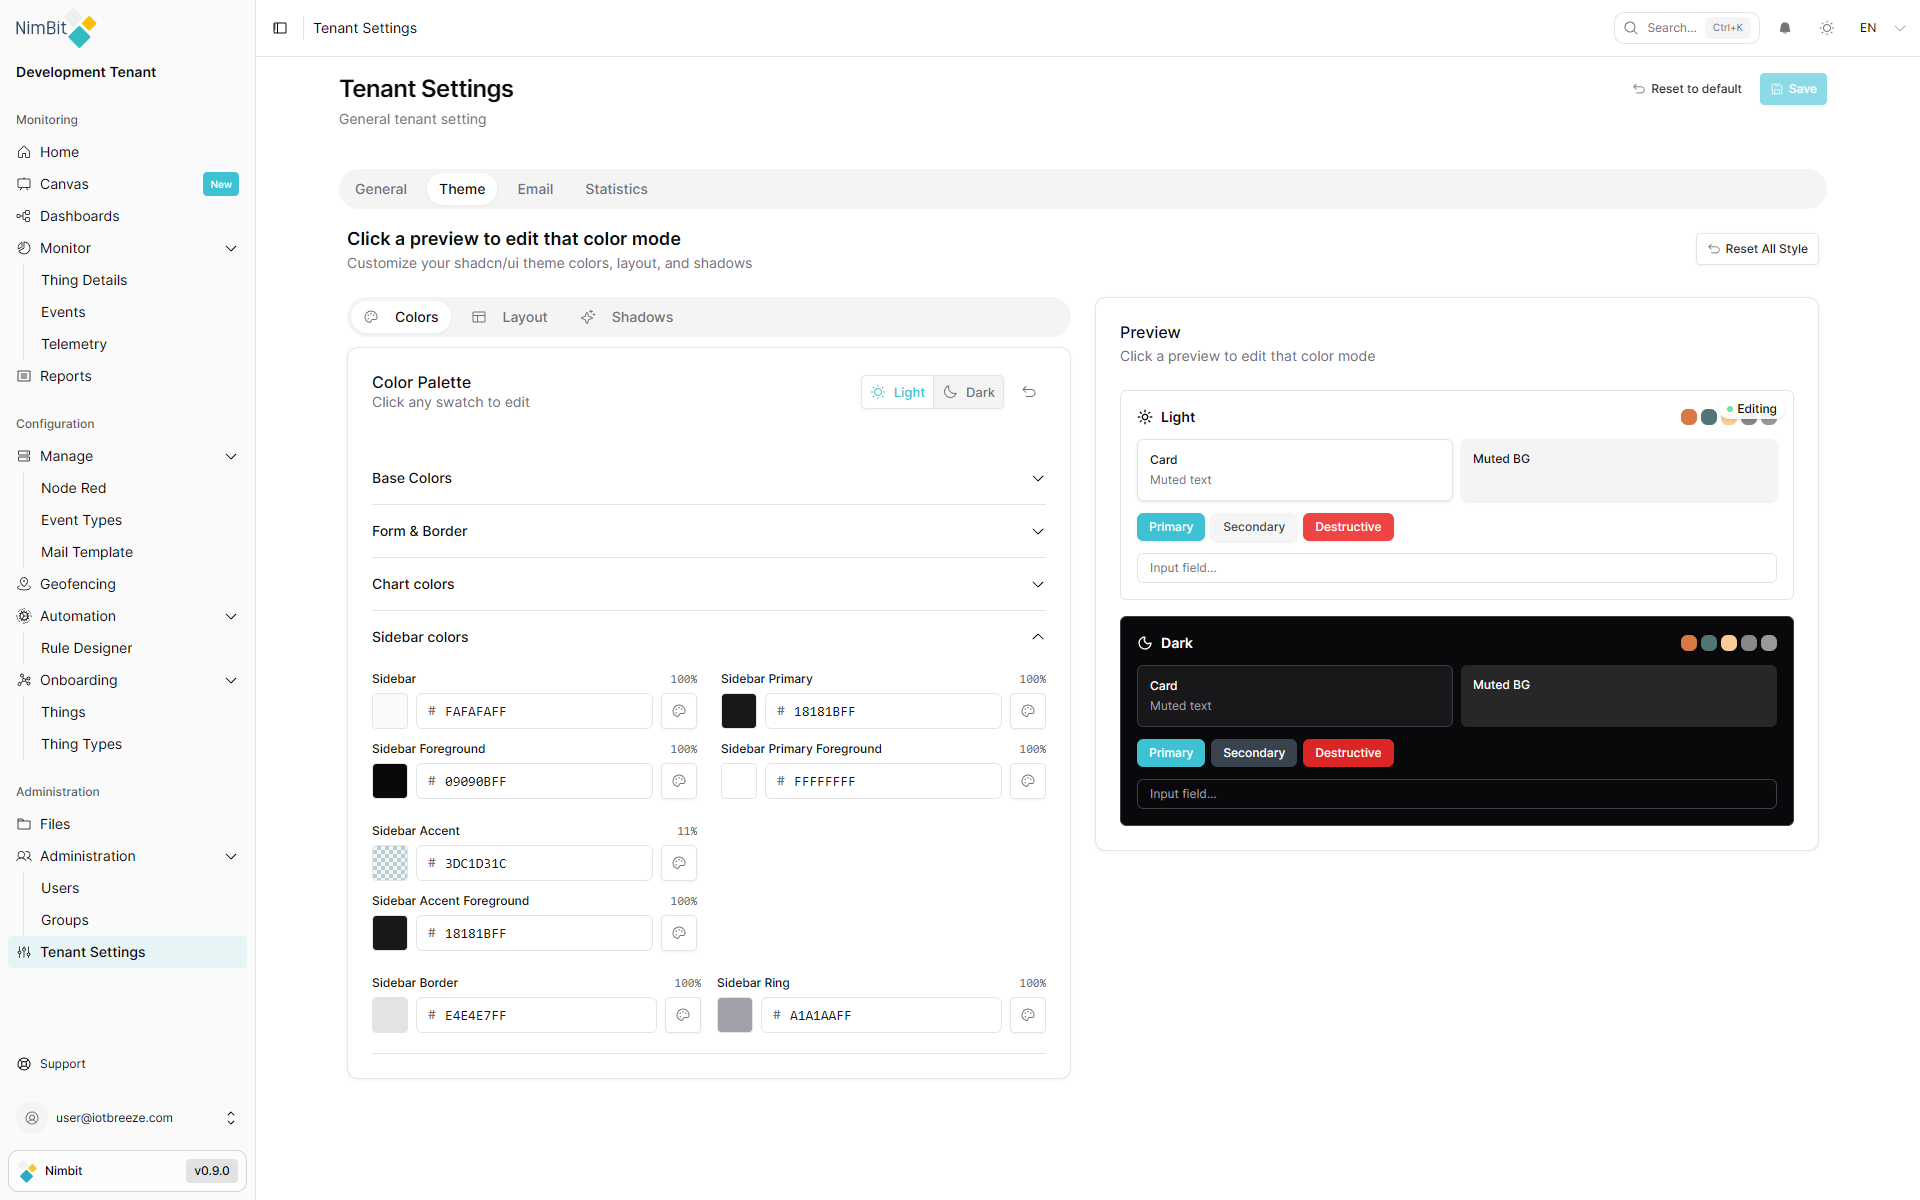 NimBit
Development Tenant
Monitoring
Home
Canvas
New
Dashboards
Monitor
Thing Details
Events
Telemetry
Reports
Configuration
Manage
Node Red
Event Types
Mail Template
Geofencing
Automation
Rule Designer
Onboarding
Things
Thing Types
Administration
Files
Administration
Users
Groups
Tenant Settings
Support
user@iotbreeze.com
Nimbit
v0.9.0
Tenant Settings
Search...
Ctrl+K
EN
Tenant Settings
General tenant setting
Reset to default
Save
General
Theme
Email
Statistics
Click a preview to edit that color mode
Customize your shadcn/ui theme colors, layout, and shadows
Reset All Style
Colors
Layout
Shadows
Color Palette
Click any swatch to edit
Light
Dark
Base Colors
Form & Border
Chart colors
Sidebar colors
Sidebar
100%
# FAFAFAFF
Sidebar Primary
100%
# 18181BFF
Sidebar Foreground
100%
# 09090BFF
Sidebar Primary Foreground
100%
# FFFFFFFF
Sidebar Accent
11%
# 3DC1D31C
Sidebar Accent Foreground
100%
# 18181BFF
Sidebar Border
100%
# E4E4E7FF
Sidebar Ring
100%
# A1A1AAFF
Preview
Click a preview to edit that color mode
Light
Editing
Card
Muted text
Muted BG
Primary
Secondary
Destructive
Input field...
Dark
Card
Muted text
Muted BG
Primary
Secondary
Destructive
Input field...